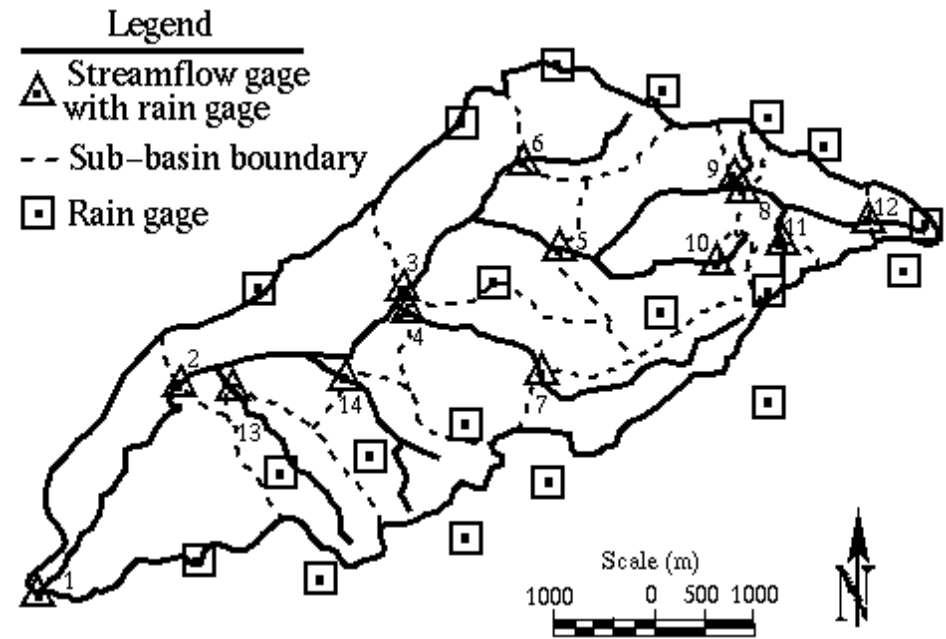 Legend
Streamflow gage
with rain gage
Sub-basin boundary
Rain gage
6
9
8
12
11
5
10
3
4
2
7
14
13
1
Scale (m)
1000 0 500 1000
N